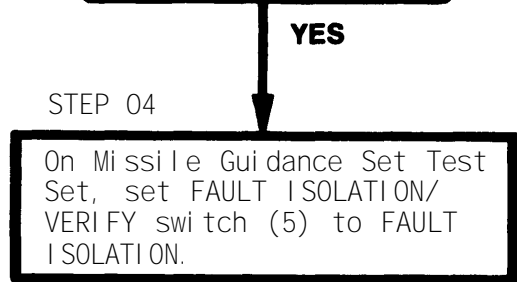 YES
STEP 04
On Missile Guidance Set Test
Set, set FAULT ISOLATION/
VERIFY switch (5) to FAULT
ISOLATION.